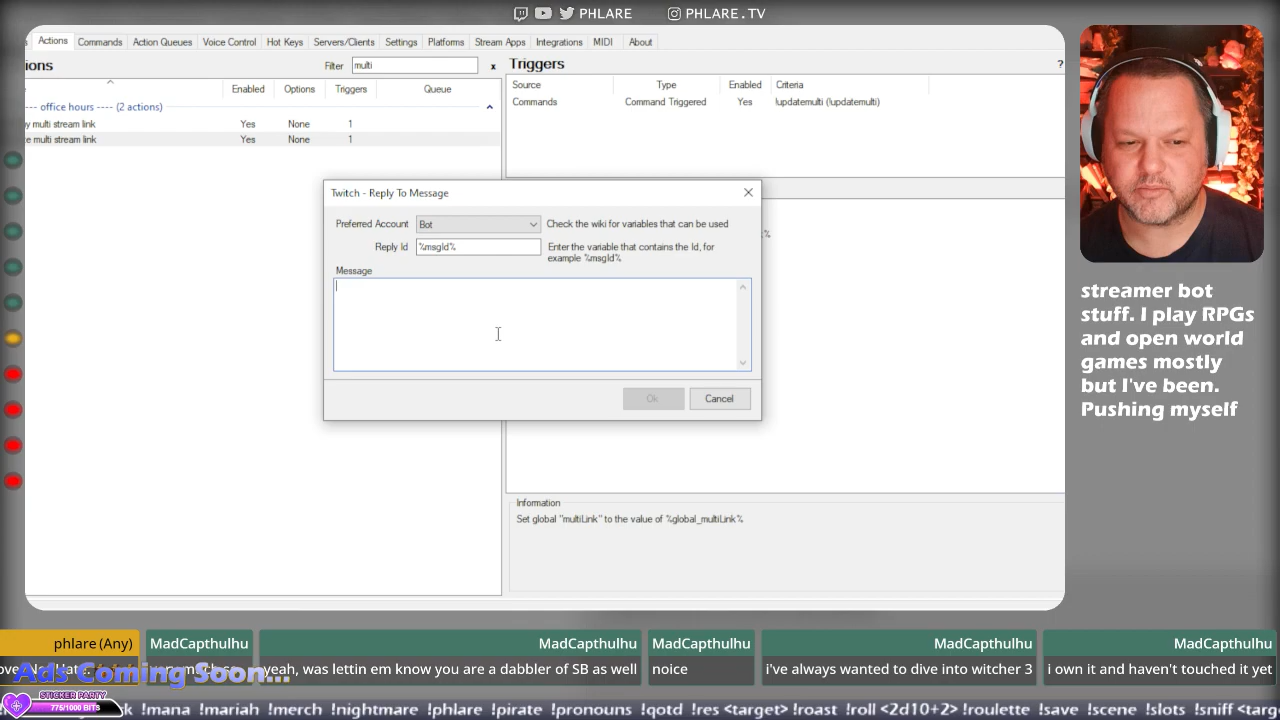 PHLARE PHLARE.TV
Actions Commands Action Queues Voice Control Hot Keys Servers/Clients Settings Platforms Stream Apps Integrations MIDI About
ions Filter multi x Triggers ?
Enabled Options Triggers Queue Source Type Enabled Criteria
---- office hours ---- (2 actions) Commands Command Triggered Yes !updatemulti (!updatemulti)
y multi stream link Yes None 1
e multi stream link Yes None 1
Twitch - Reply To Message
Preferred Account Bot Check the wiki for variables that can be used
Reply Id %msgId% Enter the variable that contains the Id, for
example %msgId%
Message
Ok Cancel
Information
Set global "multiLink" to the value of %global_multiLink%
streamer bot
stuff. I play RPGs
and open world
games mostly
but I've been.
Pushing myself
phlare (Any) MadCapthulhu MadCapthulhu MadCapthulhu MadCapthulhu MadCapthulhu
yeah, was lettin em know you are a dabbler of SB as well noice i've always wanted to dive into witcher 3 i own it and haven't touched it yet
Ads Coming Soon...
STICKER PARTY
775/1000 BITS
!mana !mariah !merch !nightmare !phlare !pirate !pronouns !qotd !res <target> !roast !roll <2d10+2> !roulette !save !scene !slots !sniff <targ